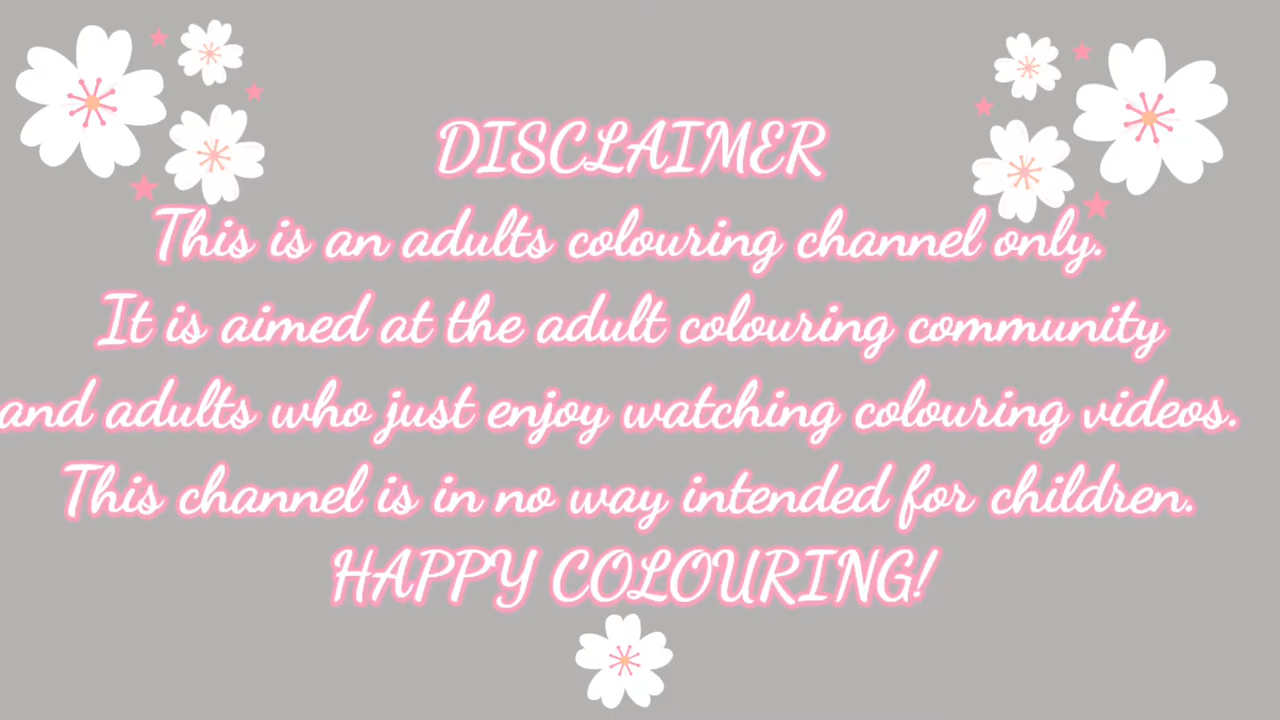 DISCLAIMER
This is an adults colouring channel only.
It is aimed at the adult colouring community
and adults who just enjoy watching colouring videos.
This channel is in no way intended for children.
HAPPY COLOURING!